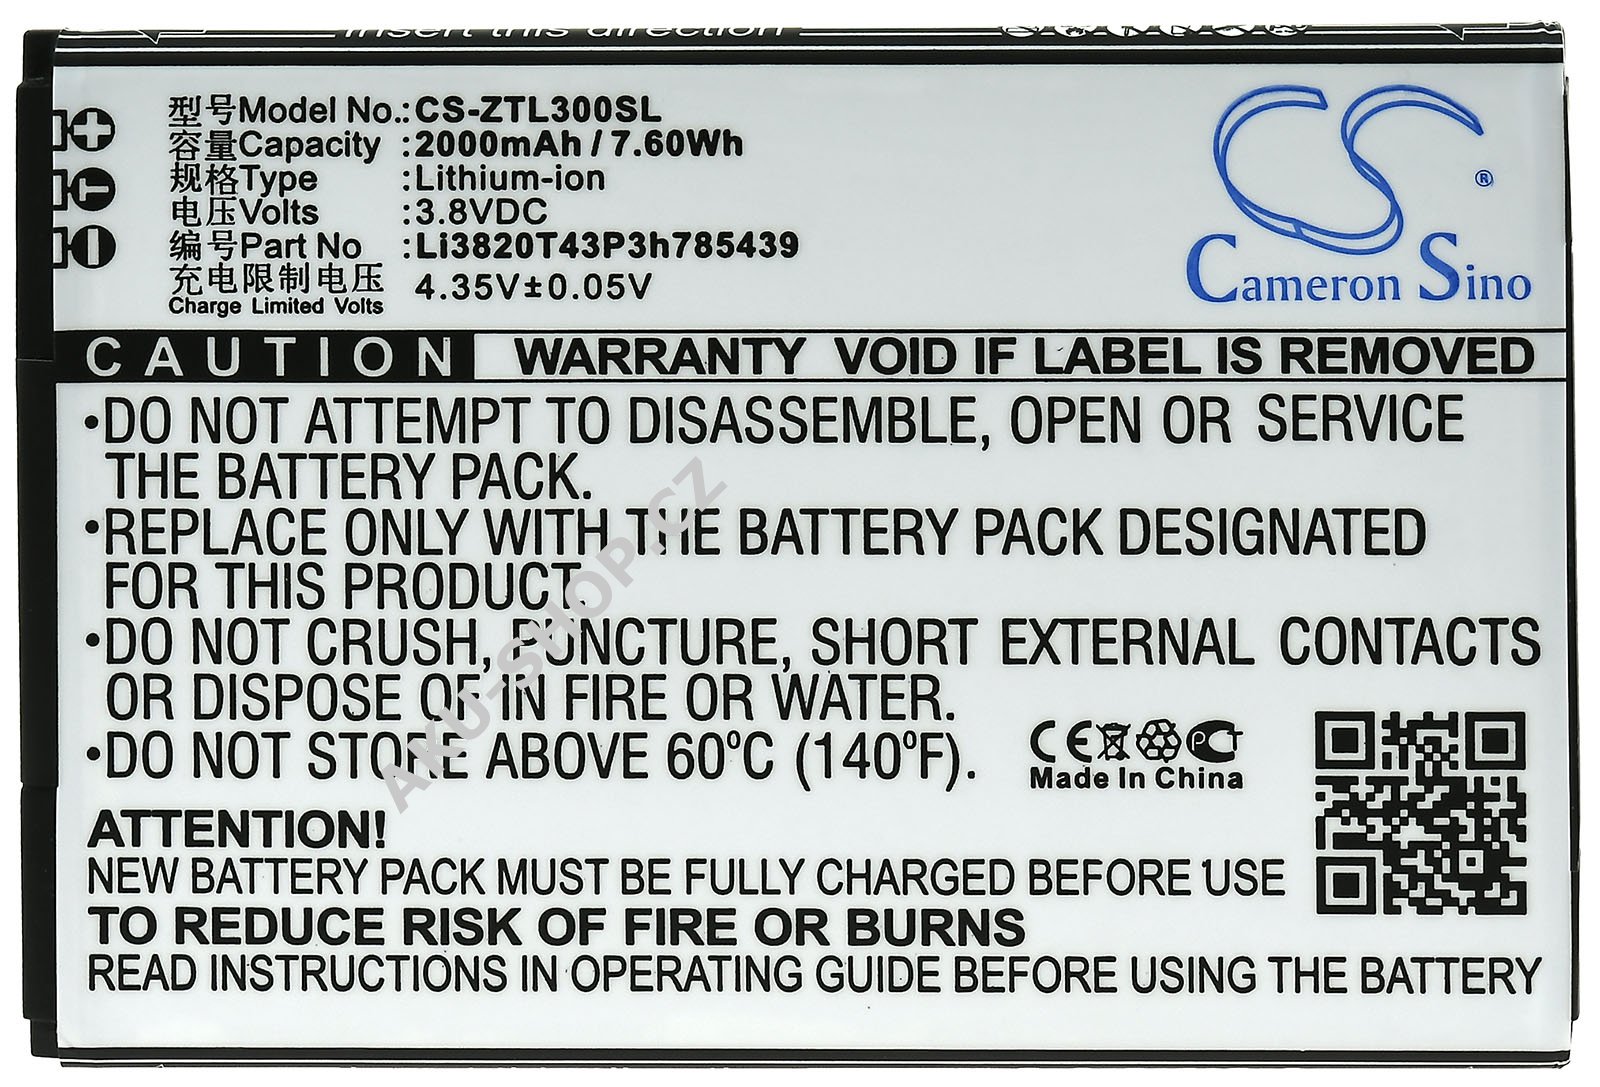 insert this direction
型号Model No.:CS-ZTL300SL
容量Capacity :2000mAh / 7.60Wh
规格Type :Lithium-ion
电压Volts :3.8VDC
编号Part No :Li3820T43P3h785439
充电限制电压
Charge Limited Volts 4.35V±0.05V
CS ®
Cameron Sino
CAUTION WARRANTY VOID IF LABEL IS REMOVED
•DO NOT ATTEMPT TO DISASSEMBLE, OPEN OR SERVICE
THE BATTERY PACK.
•REPLACE ONLY WITH THE BATTERY PACK DESIGNATED
FOR THIS PRODUCT.
•DO NOT CRUSH, PUNCTURE, SHORT EXTERNAL CONTACTS
OR DISPOSE OF IN FIRE OR WATER.
•DO NOT STORE ABOVE 60°C (140°F).
CE PCT
Made In China
ATTENTION!
NEW BATTERY PACK MUST BE FULLY CHARGED BEFORE USE
TO REDUCE RISK OF FIRE OR BURNS
READ INSTRUCTIONS IN OPERATING GUIDE BEFORE USING THE BATTERY
AKU-SHOP.CZ